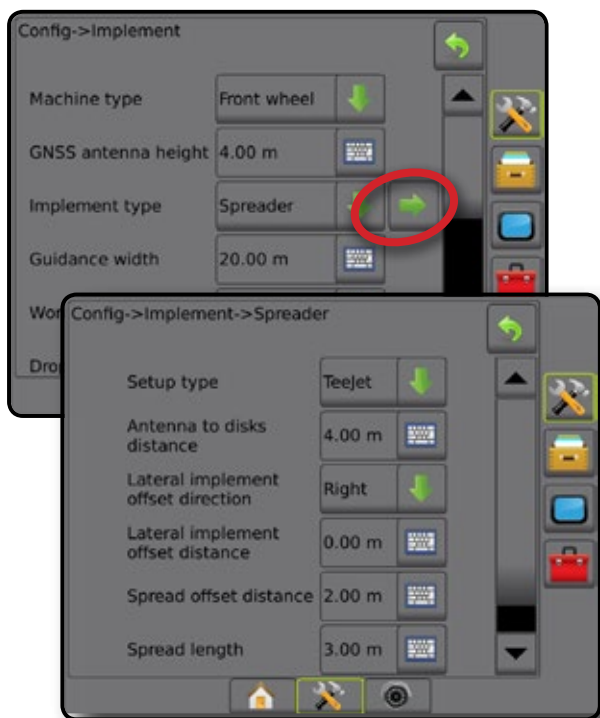 Config->Implement
Machine type Front wheel
GNSS antenna height 4.00 m
Implement type Spreader
Guidance width 20.00 m
Wor
Dro
Config->Implement->Spreader
Setup type TeeJet
Antenna to disks
distance 4.00 m
Lateral implement
offset direction Right
Lateral implement
offset distance 0.00 m
Spread offset distance 2.00 m
Spread length 3.00 m